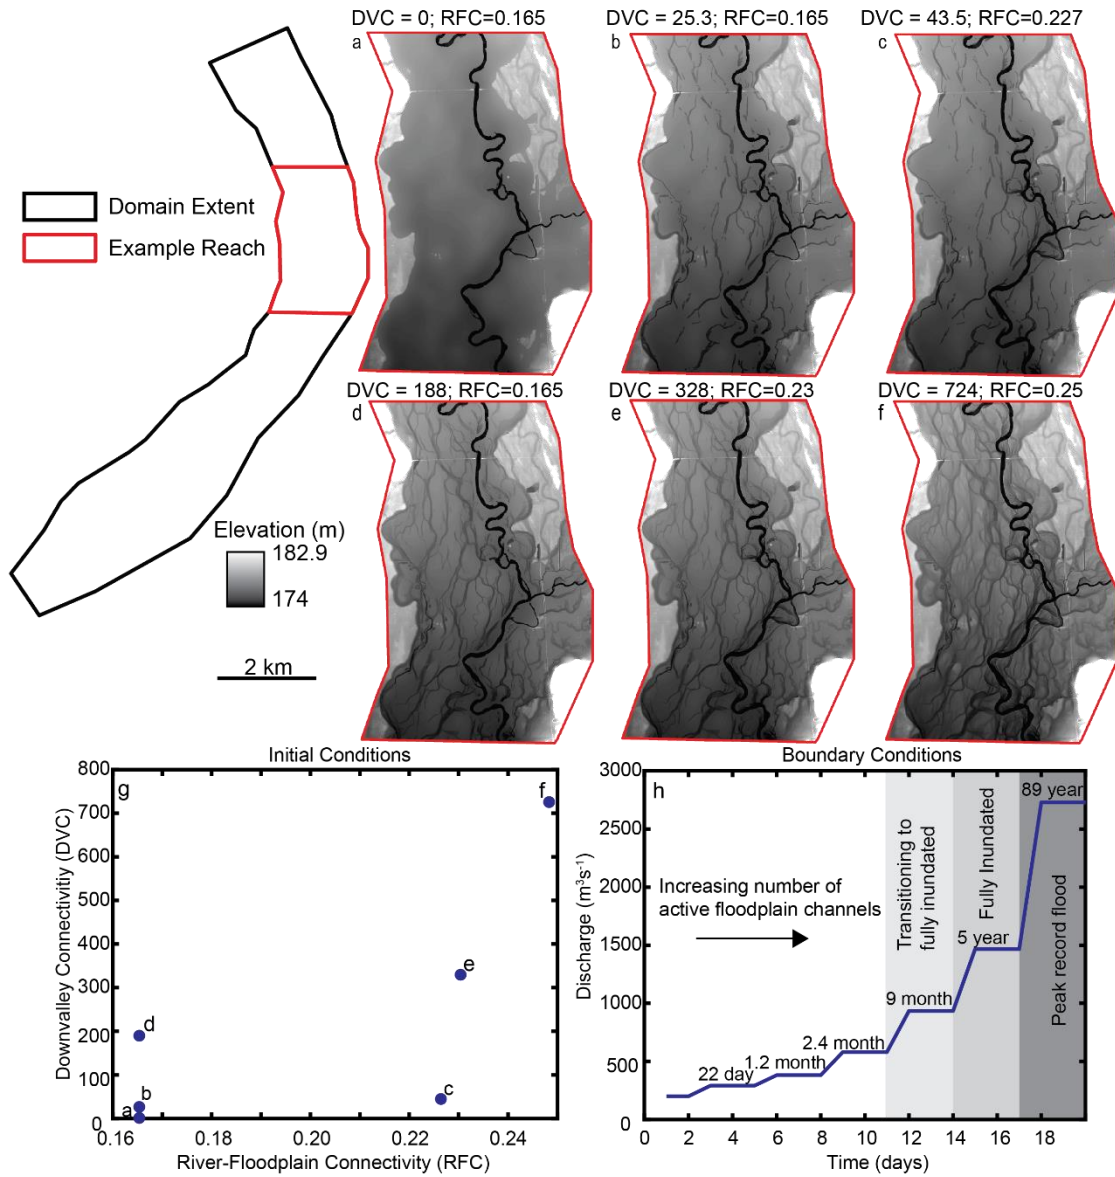 DVC = 0; RFC=0.165
DVC = 25.3; RFC=0.165
DVC = 43.5; RFC=0.227
a
b
c
Domain Extent
Example Reach
DVC = 188; RFC=0.165
DVC = 328; RFC=0.23
DVC = 724; RFC=0.25
d
e
f
Elevation (m)
182.9
174
2 km
Initial Conditions
g
Downvalley Connectivitiy (DVC)
800
700
600
500
400
300
200
100
0
a
b
c
d
e
f
0.16
0.18
0.20
0.22
0.24
River-Floodplain Connectivity (RFC)
Boundary Conditions
h
Discharge (m³s⁻¹)
3000
2500
2000
1500
1000
500
0
Increasing number of
active floodplain channels
22 day
1.2 month
2.4 month
9 month
5 year
89 year
Transitioning to
fully inundated
Fully Inundated
Peak record flood
0
2
4
6
8
10
12
14
16
18
Time (days)